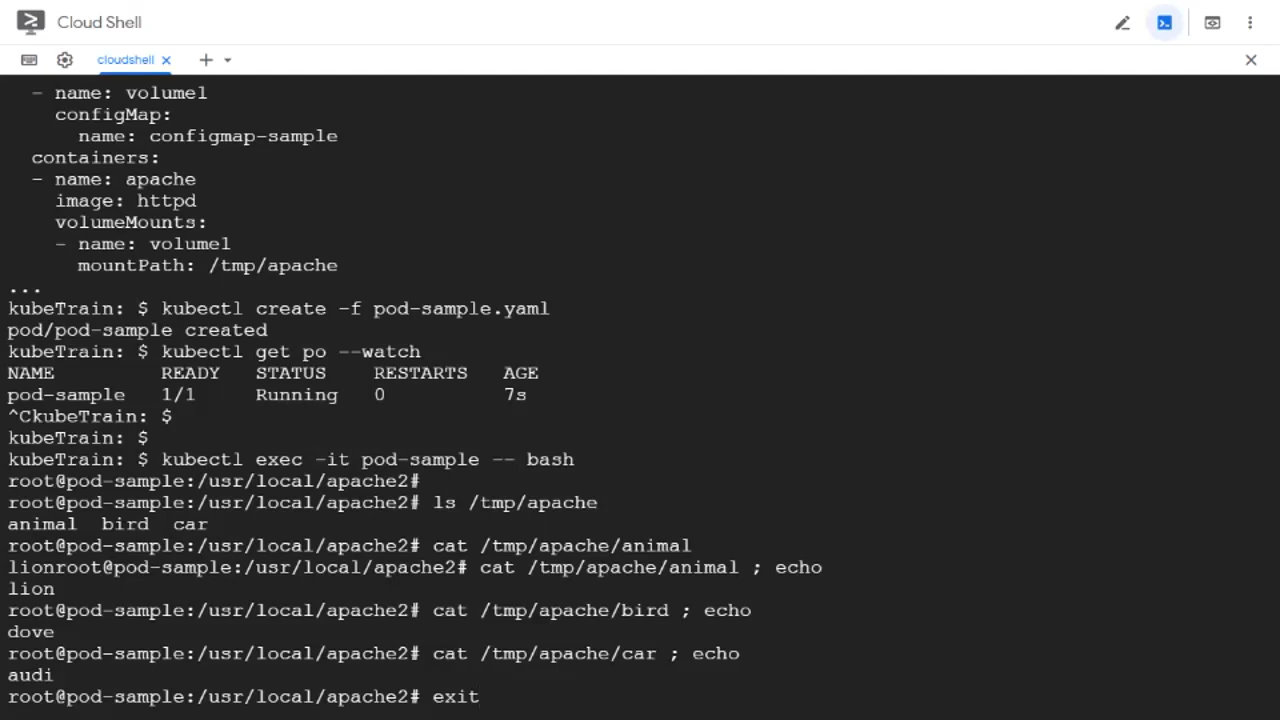 Cloud Shell
cloudshell
- name: volume1
configMap:
name: configmap-sample
containers:
- name: apache
image: httpd
volumeMounts:
- name: volume1
mountPath: /tmp/apache
...
kubeTrain: $ kubectl create -f pod-sample.yaml
pod/pod-sample created
kubeTrain: $ kubectl get po --watch
NAME READY STATUS RESTARTS AGE
pod-sample 1/1 Running 0 7s
^CkubeTrain: $
kubeTrain: $
kubeTrain: $ kubectl exec -it pod-sample -- bash
root@pod-sample:/usr/local/apache2#
root@pod-sample:/usr/local/apache2# ls /tmp/apache
animal bird car
root@pod-sample:/usr/local/apache2# cat /tmp/apache/animal
lionroot@pod-sample:/usr/local/apache2# cat /tmp/apache/animal ; echo
lion
root@pod-sample:/usr/local/apache2# cat /tmp/apache/bird ; echo
dove
root@pod-sample:/usr/local/apache2# cat /tmp/apache/car ; echo
audi
root@pod-sample:/usr/local/apache2# exit